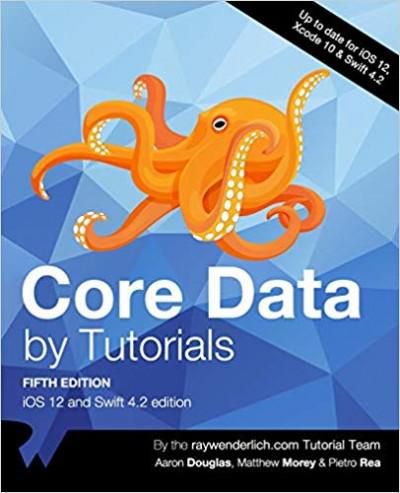 Up to date for iOS 12,
Xcode 10 & Swift 4.2
Core Data
by Tutorials
FIFTH EDITION
iOS 12 and Swift 4.2 edition
By the raywenderlich.com Tutorial Team
Aaron Douglas, Matthew Morey & Pietro Rea